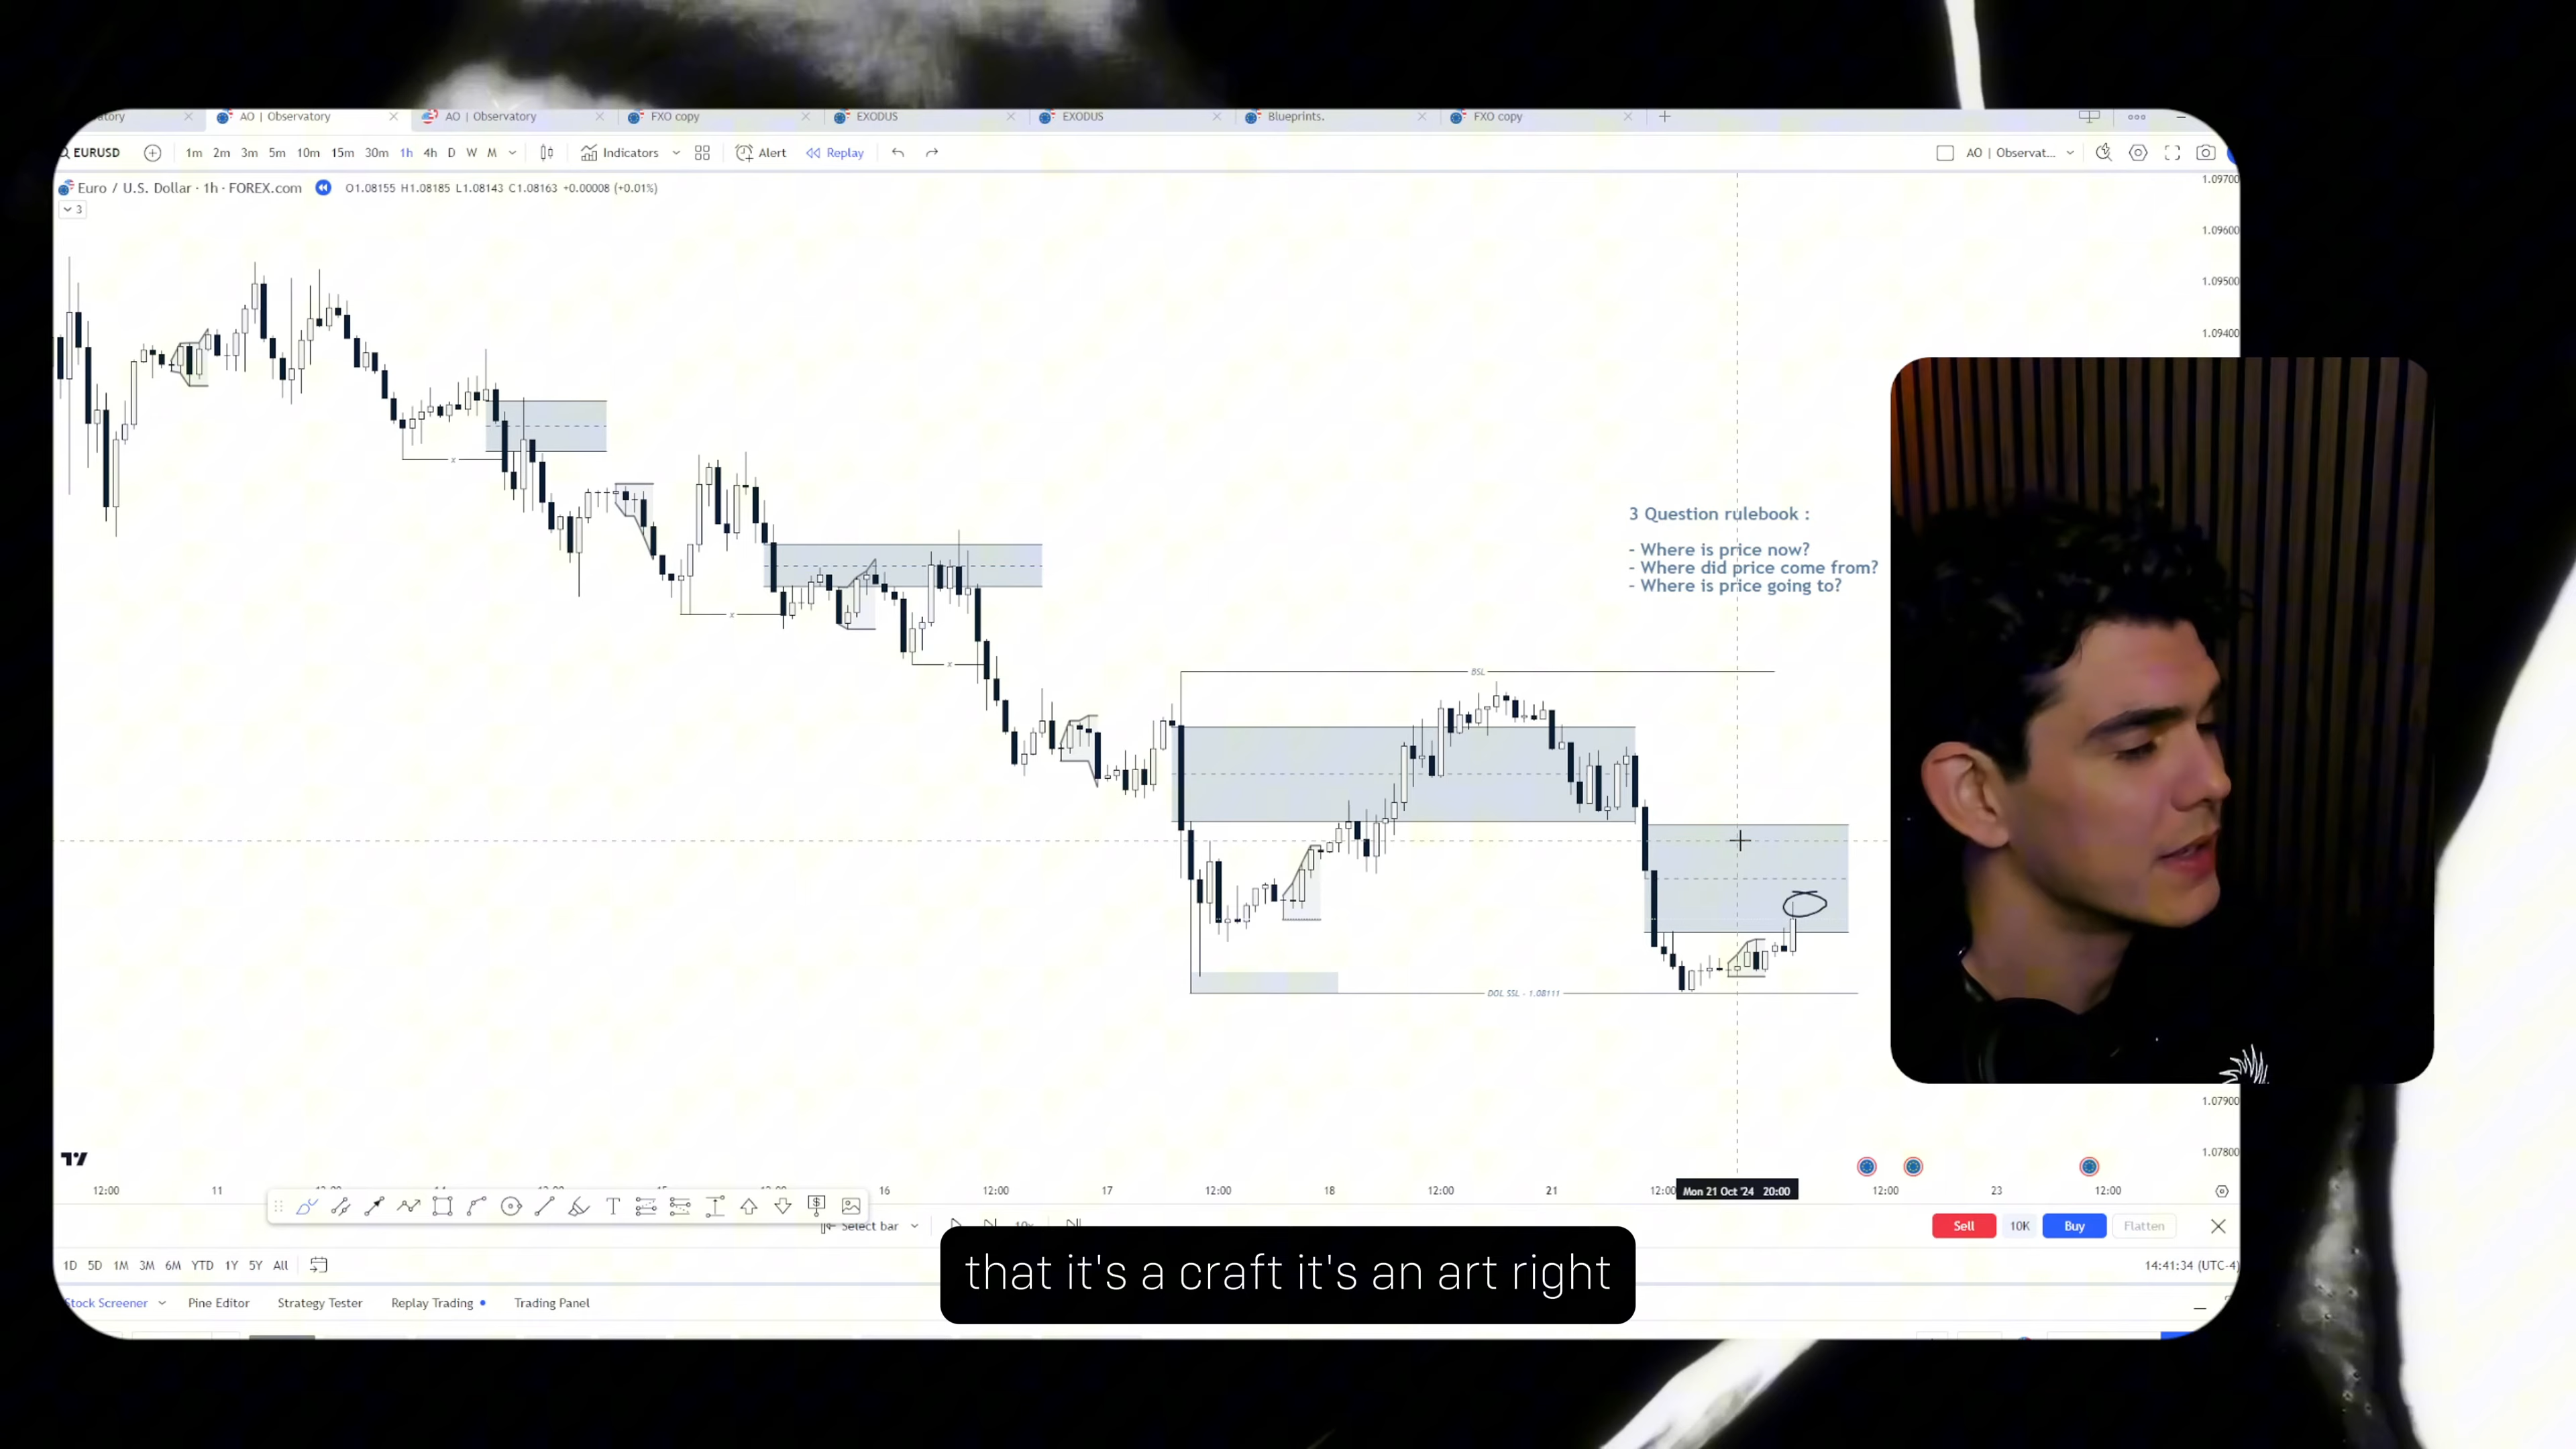 AO | Observatory
AO | Observatory
FXO copy
EXODUS
EXODUS
Blueprints.
FXO copy
EURUSD
1m 2m 3m 5m 10m 15m 30m 1h 4h D W M
Indicators
Alert
Replay
AO | Observat...
Euro / U.S. Dollar · 1h · FOREX.com
O1.08155 H1.08185 L1.08143 C1.08163 +0.00008 (+0.01%)
3
1.09700
1.09600
1.09500
1.09400
3 Question rulebook :
- Where is price now?
- Where did price come from?
- Where is price going to?
x
x
x
BSL
DOL SSL - 1.08111
1.07900
1.07800
12:00 11 16 12:00 17 12:00 18 12:00 21 12:00 Mon 21 Oct '24 20:00 12:00 23 12:00
Select bar
Sell 10K Buy Flatten
that it's a craft it's an art right
1D 5D 1M 3M 6M YTD 1Y 5Y All
14:41:34 (UTC-4)
Stock Screener Pine Editor Strategy Tester Replay Trading Trading Panel